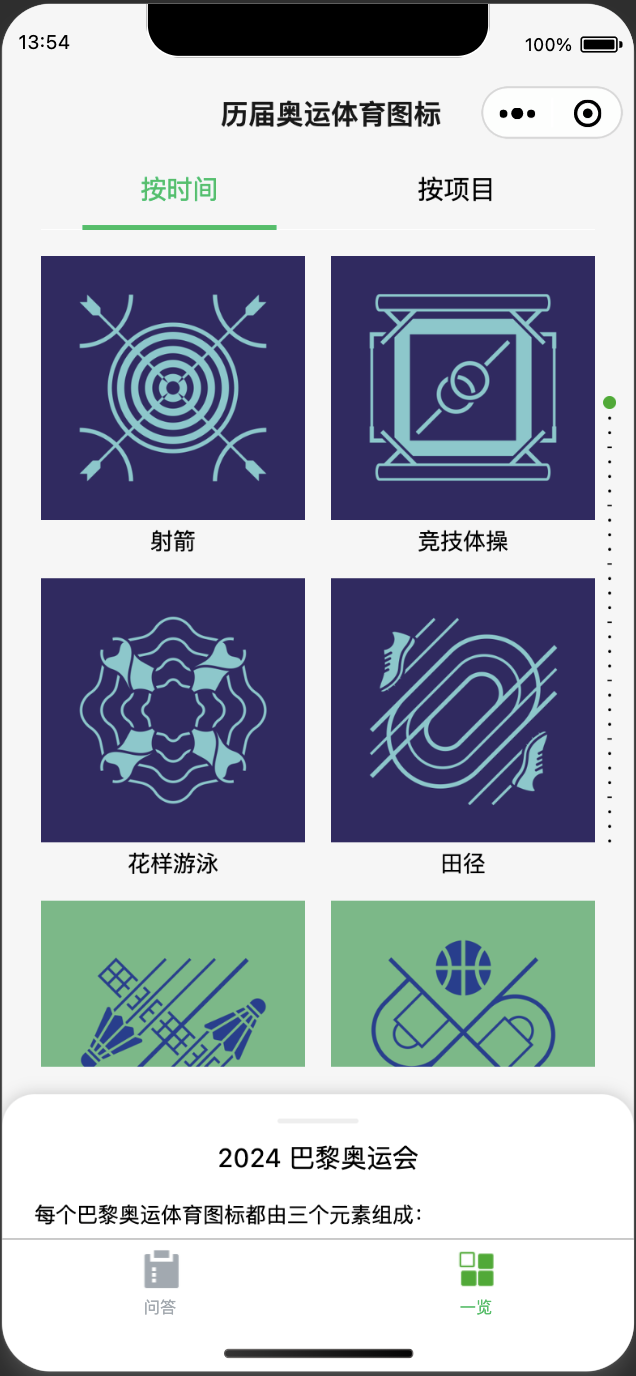 13:54
100%
历届奥运体育图标
按时间
按项目
射箭
竞技体操
花样游泳
田径
2024 巴黎奥运会
每个巴黎奥运体育图标都由三个元素组成：
问答
一览